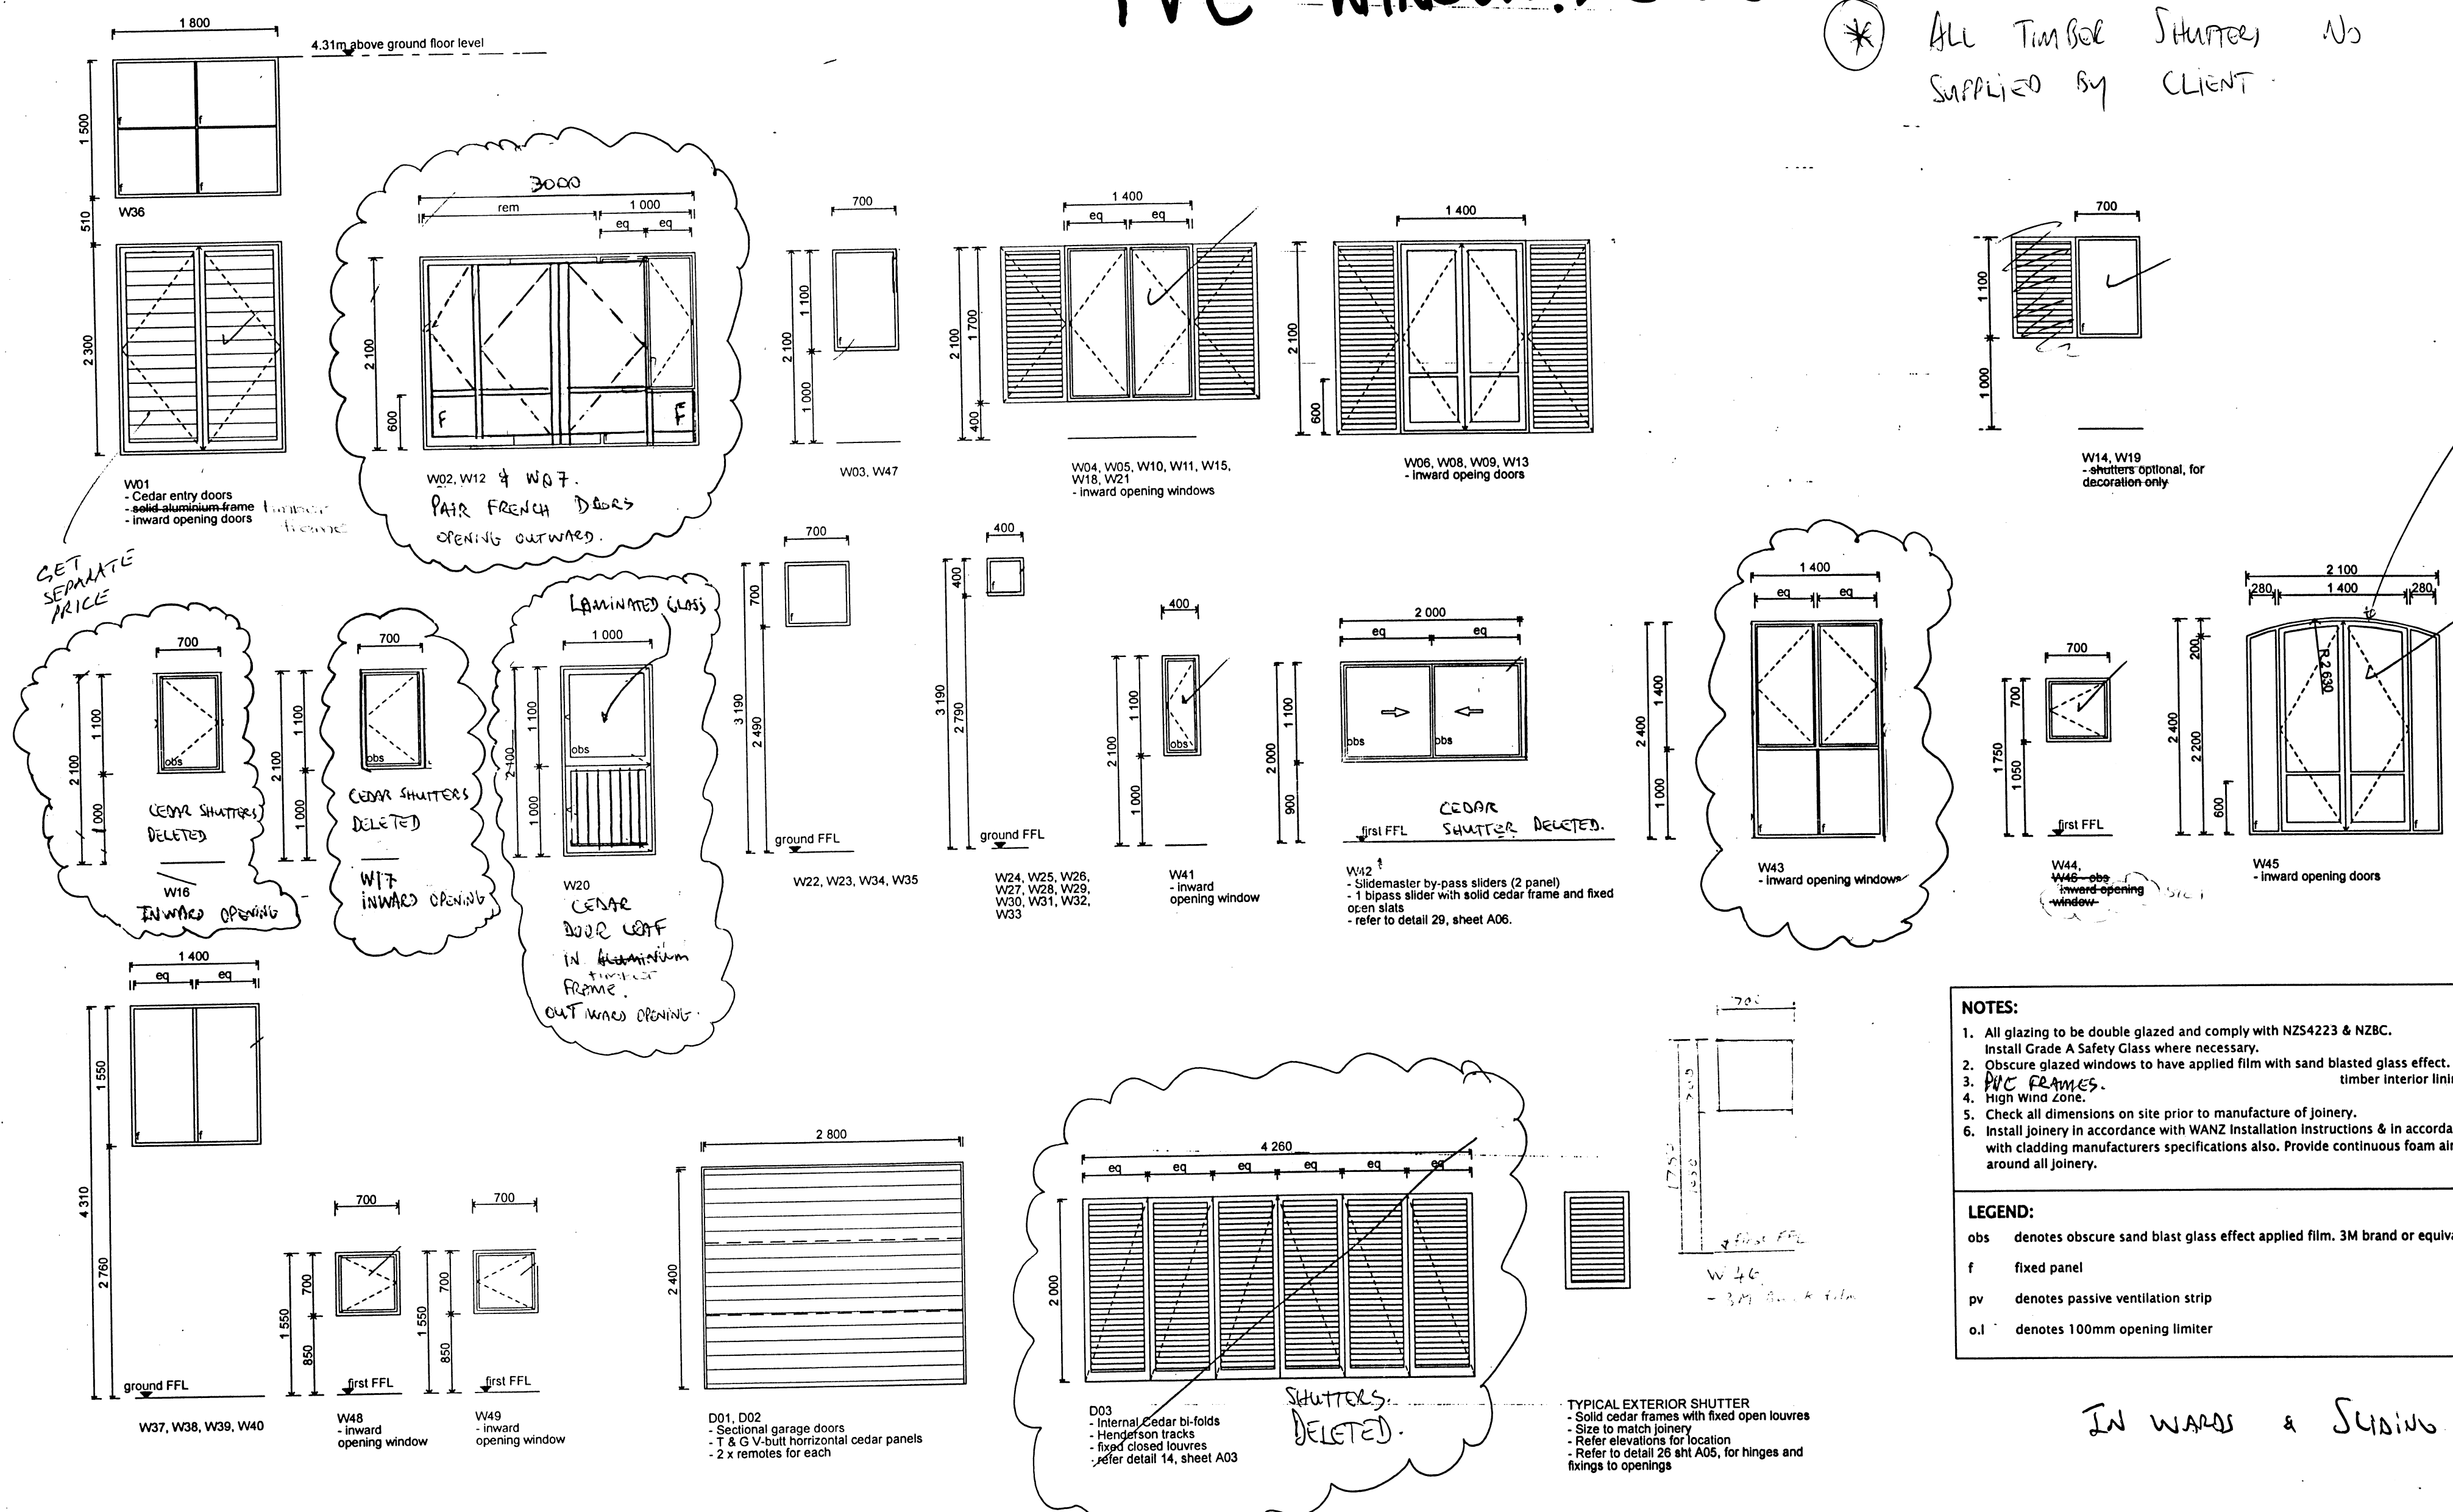 PVC
✱ ALL TIMBER SHUTTERS NO
SUPPLIED BY CLIENT.
1 800
4.31m above ground floor level
1 500
f
f
f
f
W36
510
2 300
W01
- Cedar entry doors
- solid aluminium frame timber frame
- inward opening doors
GET
SEPARATE
PRICE
3000
rem
1 000
eq
eq
2 100
600
F
F
W02, W12 & W07.
PAIR FRENCH DOORS
OPENING OUTWARD.
700
2 100
1 100
1 000
f
W03, W47
1 400
eq
eq
2 100
1 700
400
W04, W05, W10, W11, W15,
W18, W21
- inward opening windows
1 400
2 100
600
W06, W08, W09, W13
- inward opeing doors
700
1 100
1 000
f
W14, W19
- shutters optional, for
decoration only
700
2 100
1 100
1 000
obs
CEDAR SHUTTERS
DELETED
W16
INWARD OPENING
700
2 100
1 100
1 000
obs
CEDAR SHUTTERS
DELETED
W17
INWARD OPENING
LAMINATED GLASS
1 000
2 100
1 100
1 000
obs
W20
CEDAR
DOOR LEAF
IN ALUMINIUM
timber
FRAME.
OUTWARD OPENING.
700
3 190
700
2 490
f
ground FFL
W22, W23, W34, W35
400
3 190
400
2 790
f
ground FFL
W24, W25, W26,
W27, W28, W29,
W30, W31, W32,
W33
400
2 100
1 100
1 000
obs
W41
- inward
opening window
2 000
eq
eq
2 000
1 100
900
obs
obs
CEDAR
SHUTTER DELETED.
first FFL
W42
- Slidemaster by-pass sliders (2 panel)
- 1 bipass slider with solid cedar frame and fixed
open slats
- refer to detail 29, sheet A06.
1 400
eq
eq
2 400
1 400
1 000
f
f
W43
- Inward opening windows
700
1 750
700
1 050
first FFL
W44,
W46 - obs
inward opening
window
2 100
280
1 400
280
2 400
200
2 200
600
R 2 630
f
f
W45
- inward opening doors
1 400
eq
eq
4 310
1 550
2 760
f
f
ground FFL
W37, W38, W39, W40
700
1 550
700
850
first FFL
W48
- inward
opening window
700
1 550
700
850
first FFL
W49
- inward
opening window
2 800
2 400
D01, D02
- Sectional garage doors
- T & G V-butt horrizontal cedar panels
- 2 x remotes for each
4 260
eq
eq
eq
eq
eq
eq
2 000
D03
- Internal Cedar bi-folds
- Henderson tracks
- fixed closed louvres
- refer detail 14, sheet A03
SHUTTERS.
DELETED.
TYPICAL EXTERIOR SHUTTER
- Solid cedar frames with fixed open louvres
- Size to match joinery
- Refer elevations for location
- Refer to detail 26 sht A05, for hinges and
fixings to openings
700
1750
700
1050
first FFL
W 46
- 3M film
NOTES:
1. All glazing to be double glazed and comply with NZS4223 & NZBC.
Install Grade A Safety Glass where necessary.
2. Obscure glazed windows to have applied film with sand blasted glass effect.
3. PVC FRAMES. timber interior lini
4. High Wind Zone.
5. Check all dimensions on site prior to manufacture of joinery.
6. Install joinery in accordance with WANZ Installation Instructions & in accorda
with cladding manufacturers specifications also. Provide continuous foam air
around all joinery.
LEGEND:
obs denotes obscure sand blast glass effect applied film. 3M brand or equiva
f fixed panel
pv denotes passive ventilation strip
o.l denotes 100mm opening limiter
IN WARDS & SLIDING